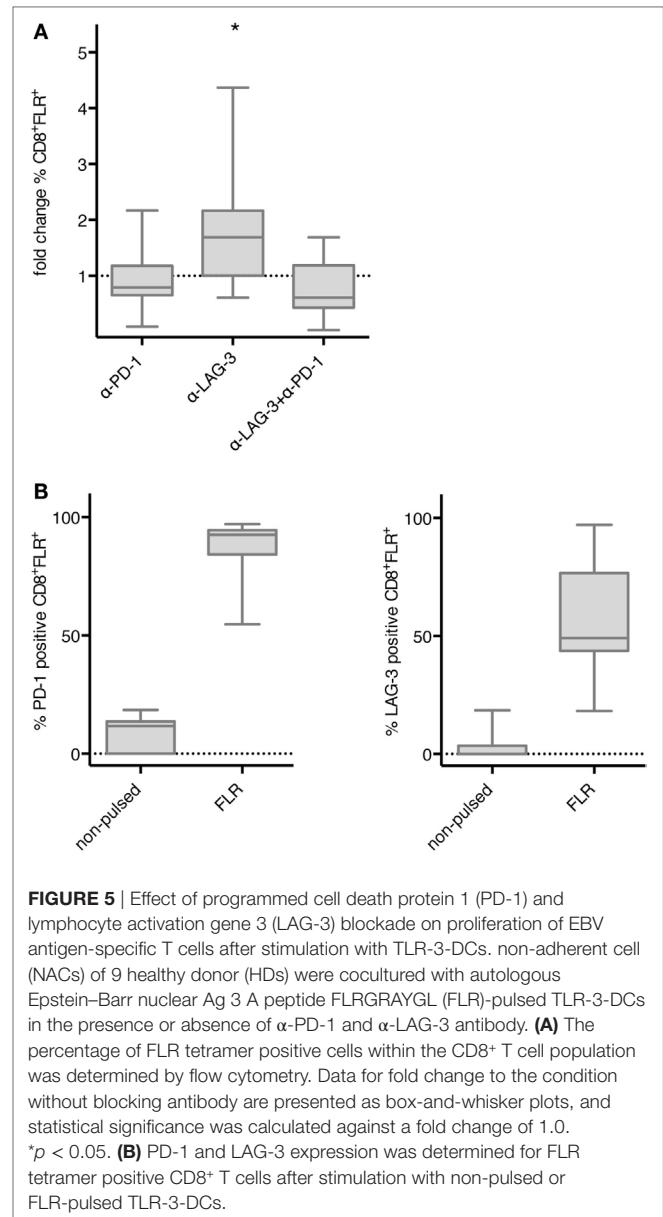 A
*
fold change % CD8+FLR+
5
4
3
2
1
α-PD-1
α-LAG-3
α-LAG-3+α-PD-1
B
% PD-1 positive CD8+FLR+
100
50
0
non-pulsed
FLR
% LAG-3 positive CD8+FLR+
100
50
0
non-pulsed
FLR
FIGURE 5 | Effect of programmed cell death protein 1 (PD-1) and
lymphocyte activation gene 3 (LAG-3) blockade on proliferation of EBV
antigen-specific T cells after stimulation with TLR-3-DCs. non-adherent cell
(NACs) of 9 healthy donor (HDs) were cocultured with autologous
Epstein–Barr nuclear Ag 3 A peptide FLRGRAYGL (FLR)-pulsed TLR-3-DCs
in the presence or absence of α-PD-1 and α-LAG-3 antibody. (A) The
percentage of FLR tetramer positive cells within the CD8+ T cell population
was determined by flow cytometry. Data for fold change to the condition
without blocking antibody are presented as box-and-whisker plots, and
statistical significance was calculated against a fold change of 1.0.
*p < 0.05. (B) PD-1 and LAG-3 expression was determined for FLR
tetramer positive CD8+ T cells after stimulation with non-pulsed or
FLR-pulsed TLR-3-DCs.